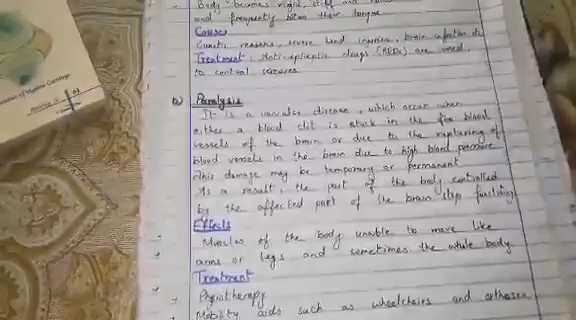 Body becomes rigid, stiff and
and frequently bites their tongue
Causes
Genetic reasons, severe head injuries, brain infection
Treatment: Anti-epileptic drugs (AEDs) are used
to control seizures.
b) Paralysis
It is a vascular disease, which occur when
either a blood clot is stuck in the fine blood
vessels of the brain or due to the rupturing of
blood vessels in the brain due to high blood pressure
This damage may be temporary or permanent.
As a result, the part of the body controlled
by the affected part of the brain stop
Effects
Muscles of the body unable to move like
arms or legs and sometimes the whole body
Treatment
Physiotherapy
Mobility aids such as wheelchairs and orthoses
of Hyaline Cartilage